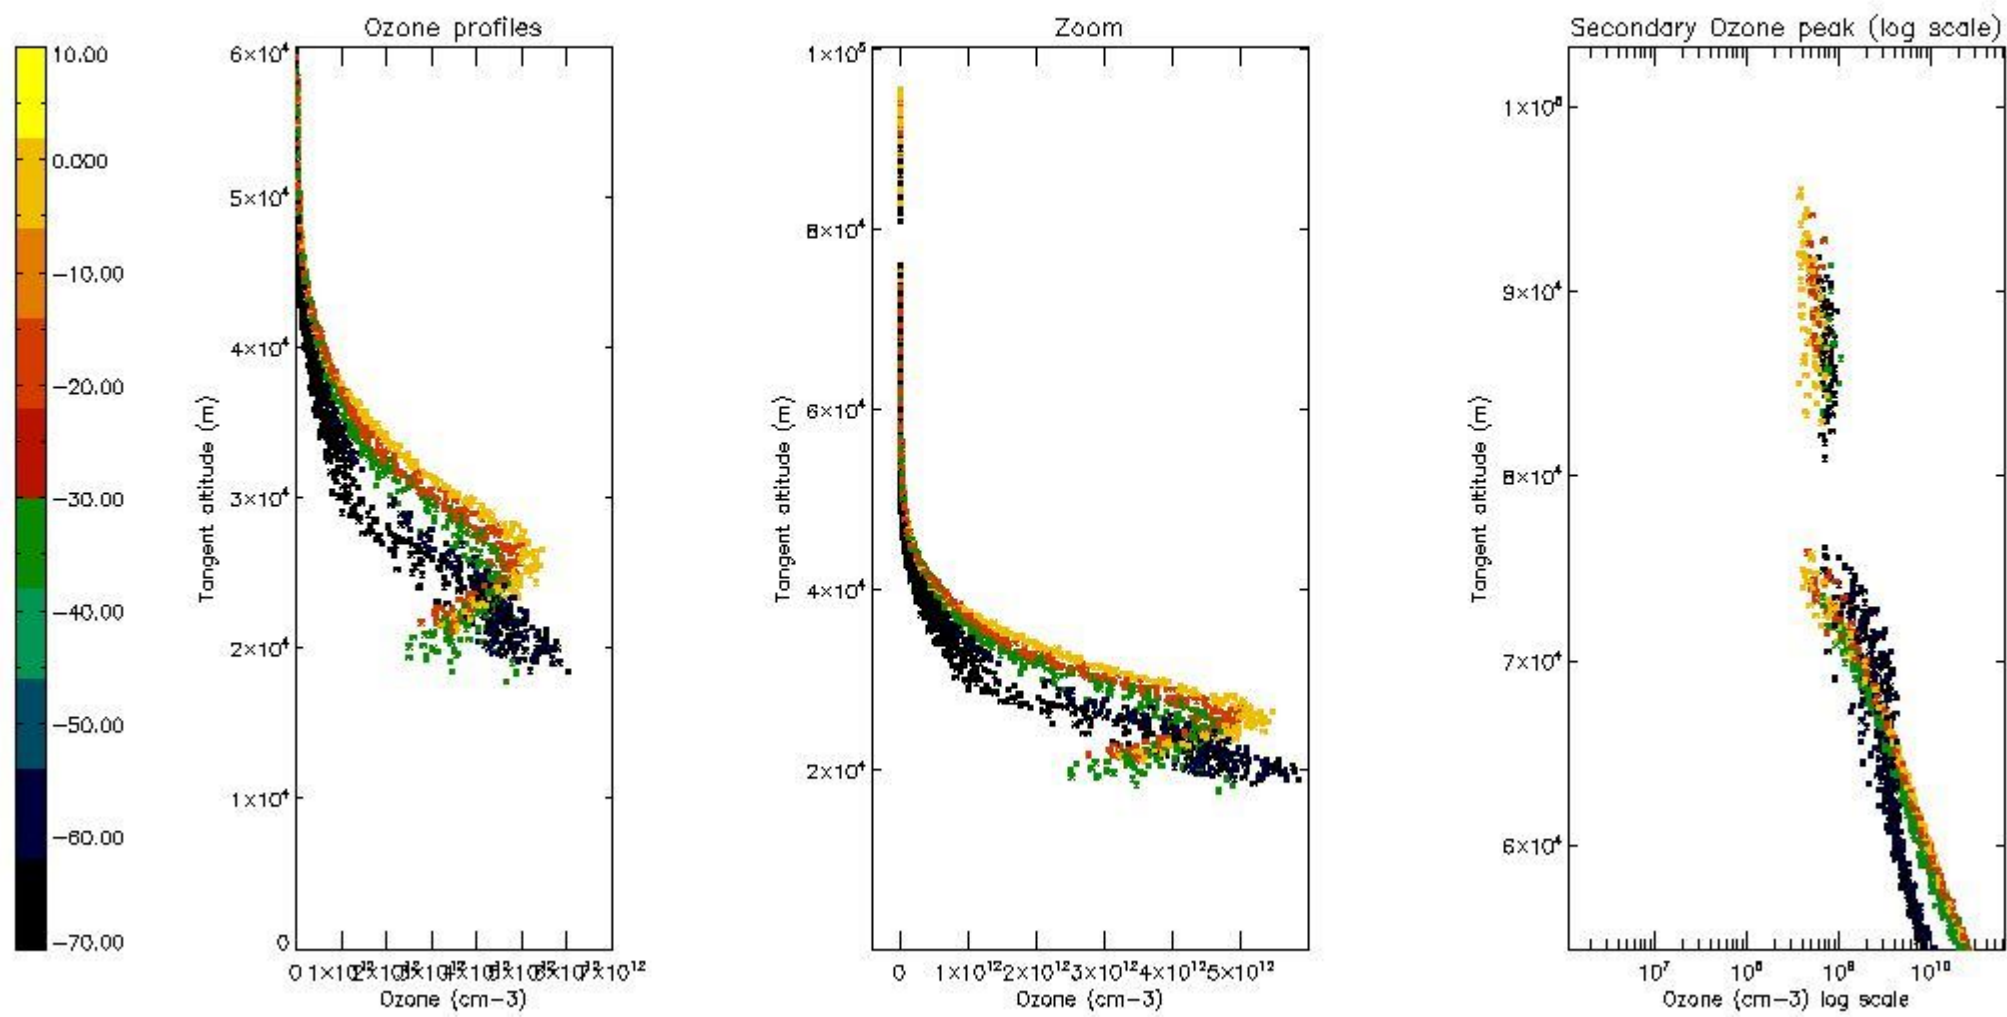 Ozone profiles
Zoom
Secondary Ozone peak (log scale)
10.00
0.000
−10.00
−20.00
−30.00
−40.00
−50.00
−60.00
−70.00
6×10⁴
5×10⁴
4×10⁴
3×10⁴
2×10⁴
1×10⁴
0
Tangent altitude (m)
0
7×10¹²
Ozone (cm−3)
1×10⁵
8×10⁴
6×10⁴
4×10⁴
2×10⁴
Tangent altitude (m)
0 1×10¹² 2×10¹² 3×10¹² 4×10¹² 5×10¹²
Ozone (cm−3)
9×10⁴
8×10⁴
7×10⁴
6×10⁴
Tangent altitude (m)
10⁷ 10⁸ 10⁹ 10¹⁰
Ozone (cm−3) log scale